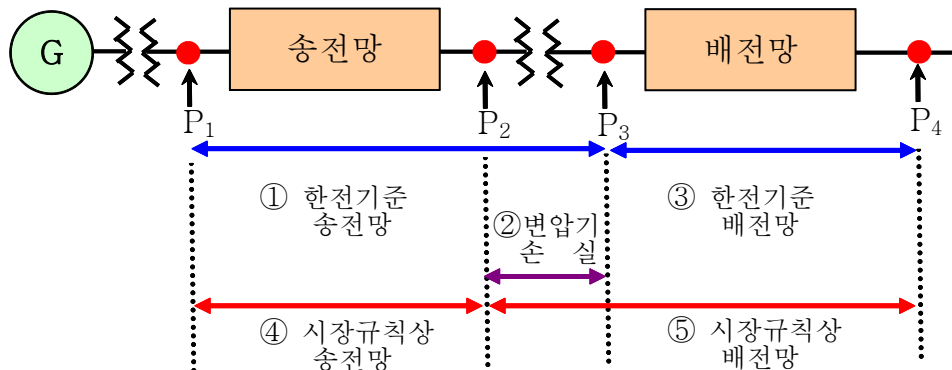 G
송전망
배전망
P₁
P₂
P₃
P₄
① 한전기준
송전망
②변압기
손 실
③ 한전기준
배전망
④ 시장규칙상
송전망
⑤ 시장규칙상
배전망